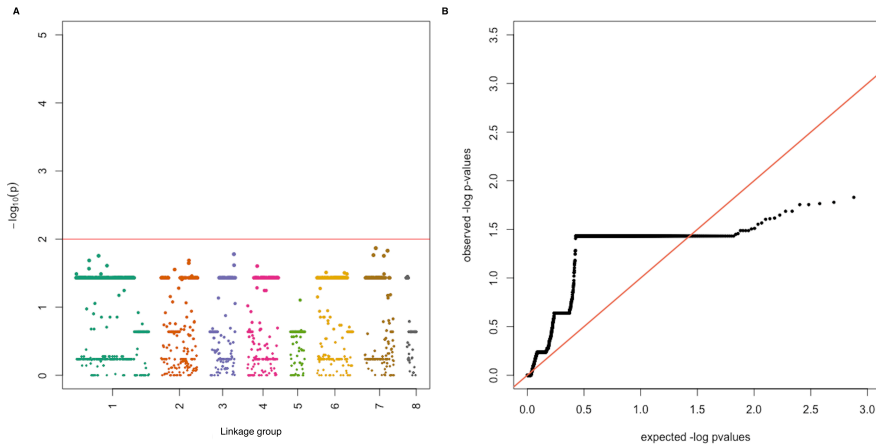 A
5
4
3
2
1
0
−log₁₀(p)
1 2 3 4 5 6 7 8
Linkage group
B
3.5
3.0
2.5
2.0
1.5
1.0
0.5
0.0
observed -log p-values
0.0 0.5 1.0 1.5 2.0 2.5 3.0
expected -log pvalues